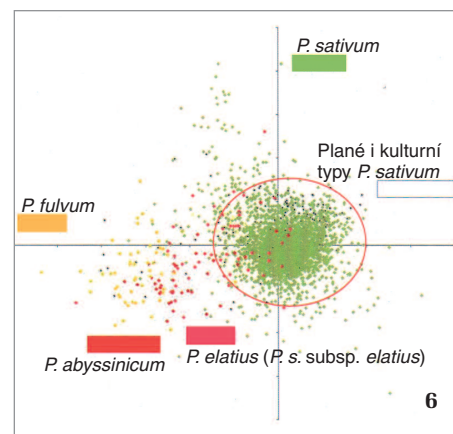 P. sativum
Plané i kulturní
typy P. sativum
P. fulvum
P. elatius (P. s. subsp. elatius)
P. abyssinicum
6